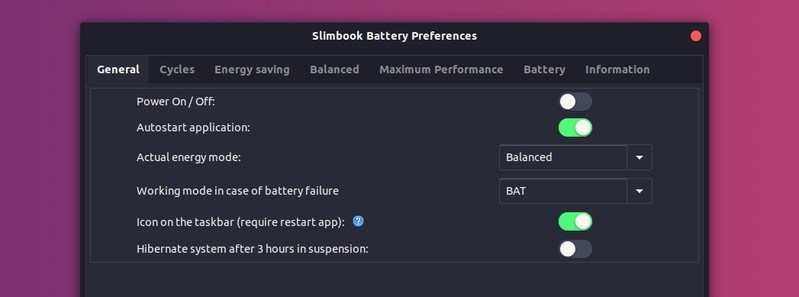 Slimbook Battery Preferences
General Cycles Energy saving Balanced Maximum Performance Battery Information
Power On / Off:
Autostart application:
Actual energy mode: Balanced
Working mode in case of battery failure BAT
Icon on the taskbar (require restart app): ?
Hibernate system after 3 hours in suspension: